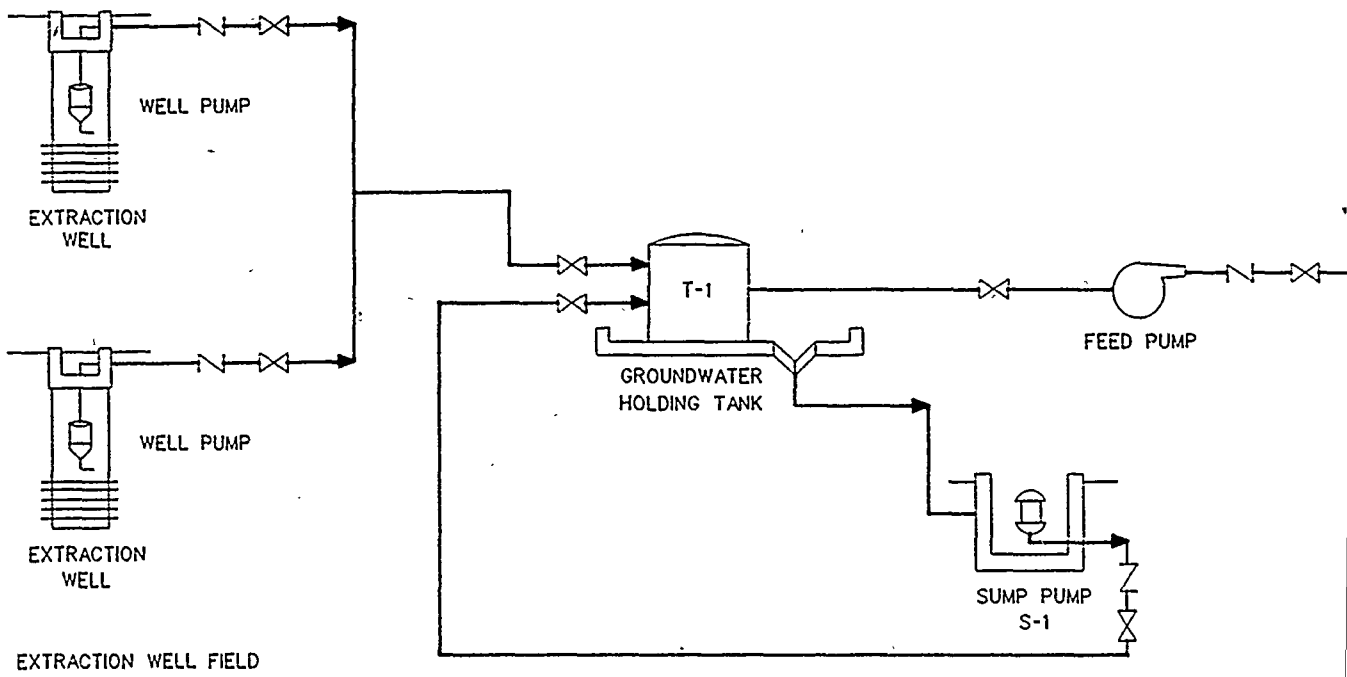 WELL PUMP
EXTRACTION
WELL
T-1
FEED PUMP
GROUNDWATER
HOLDING TANK
WELL PUMP
EXTRACTION
WELL
SUMP PUMP
S-1
EXTRACTION WELL FIELD